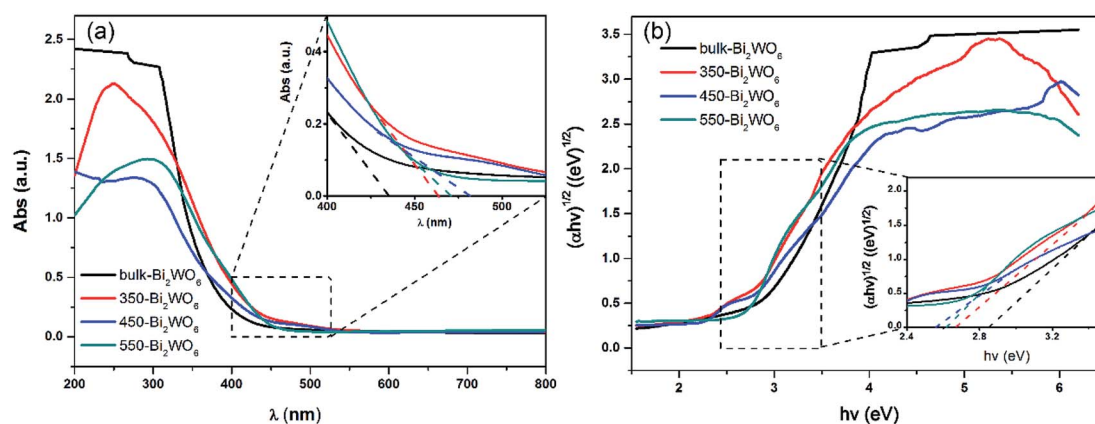 (a)
2.5
2.0
1.5
1.0
0.5
0.0
Abs (a.u.)
200 300 400 500 600 700 800
λ (nm)
bulk-Bi₂WO₆
350-Bi₂WO₆
450-Bi₂WO₆
550-Bi₂WO₆
0.4
0.2
0.0
Abs (a.u.)
400 450 500
λ (nm)
(b)
3.5
3.0
2.5
2.0
1.5
1.0
0.5
0.0
(αhv)¹/² ((eV)¹/²)
2 3 4 5 6
hv (eV)
bulk-Bi₂WO₆
350-Bi₂WO₆
450-Bi₂WO₆
550-Bi₂WO₆
2.0
1.5
1.0
0.5
0.0
(αhv)¹/² ((eV)¹/²)
2.4 2.8 3.2
hv (eV)